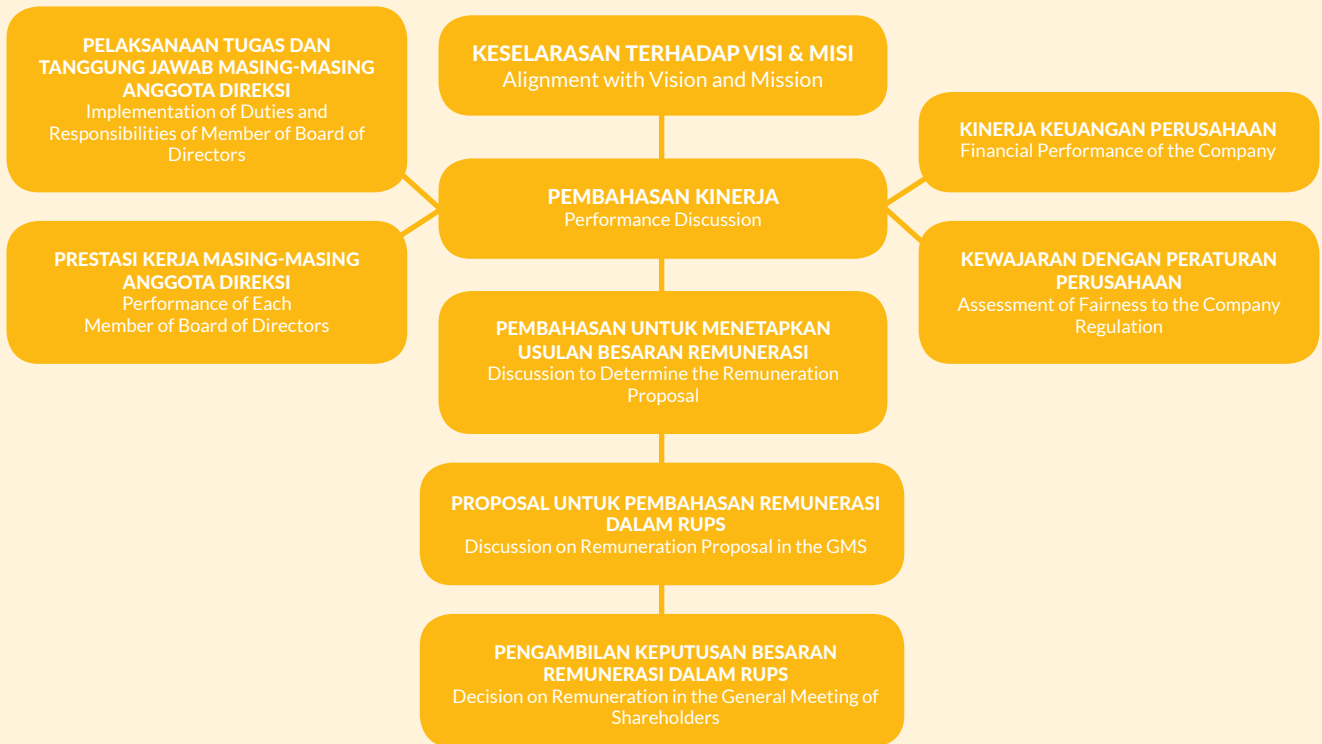 PELAKSANAAN TUGAS DAN
TANGGUNG JAWAB MASING-MASING
ANGGOTA DIREKSI
Implementation of Duties and
Responsibilities of Member of Board of
Directors
KESELARASAN TERHADAP VISI & MISI
Alignment with Vision and Mission
KINERJA KEUANGAN PERUSAHAAN
Financial Performance of the Company
PEMBAHASAN KINERJA
Performance Discussion
PRESTASI KERJA MASING-MASING
ANGGOTA DIREKSI
Performance of Each
Member of Board of Directors
KEWAJARAN DENGAN PERATURAN
PERUSAHAAN
Assessment of Fairness to the Company
Regulation
PEMBAHASAN UNTUK MENETAPKAN
USULAN BESARAN REMUNERASI
Discussion to Determine the Remuneration
Proposal
PROPOSAL UNTUK PEMBAHASAN REMUNERASI
DALAM RUPS
Discussion on Remuneration Proposal in the GMS
PENGAMBILAN KEPUTUSAN BESARAN
REMUNERASI DALAM RUPS
Decision on Remuneration in the General Meeting of
Shareholders